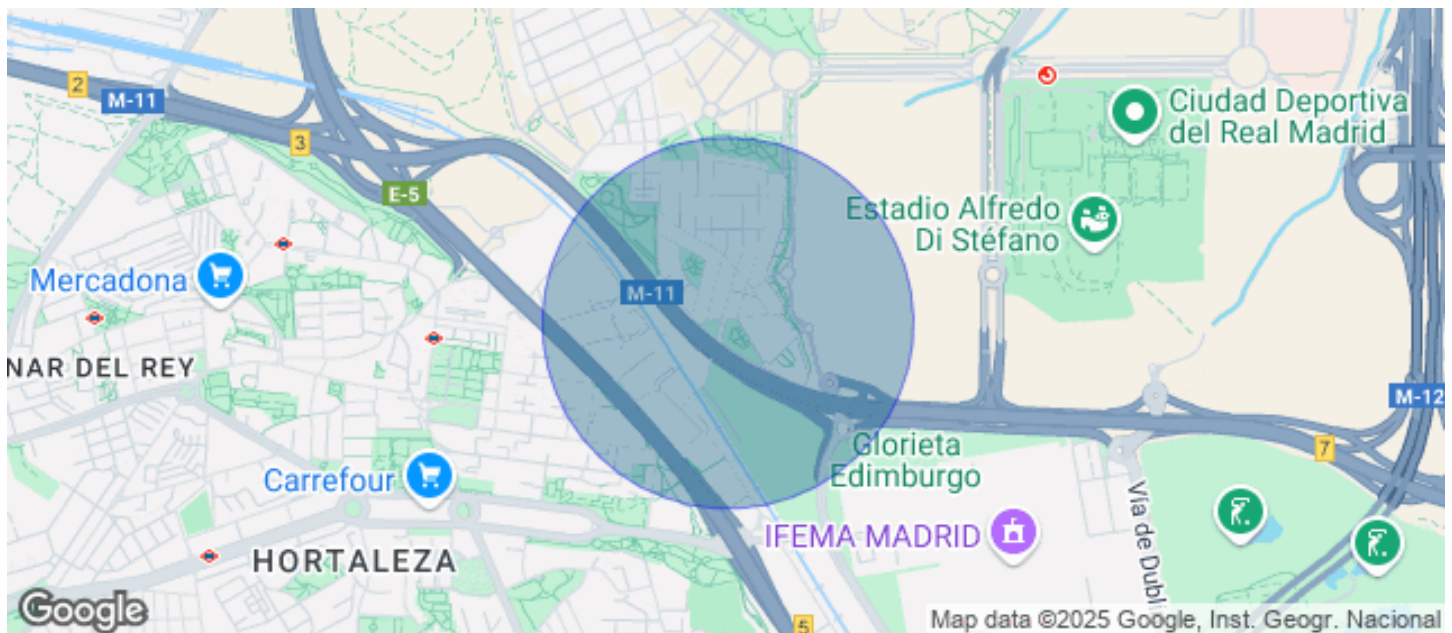 2
M-11
3
E-5
Mercadona
NAR DEL REY
Carrefour
HORTALEZA
M-11
Ciudad Deportiva
del Real Madrid
Estadio Alfredo
Di Stéfano
M-12
Glorieta
Edimburgo
7
IFEMA MADRID
Vía de Dubl
5
Google
Map data ©2025 Google, Inst. Geogr. Nacional